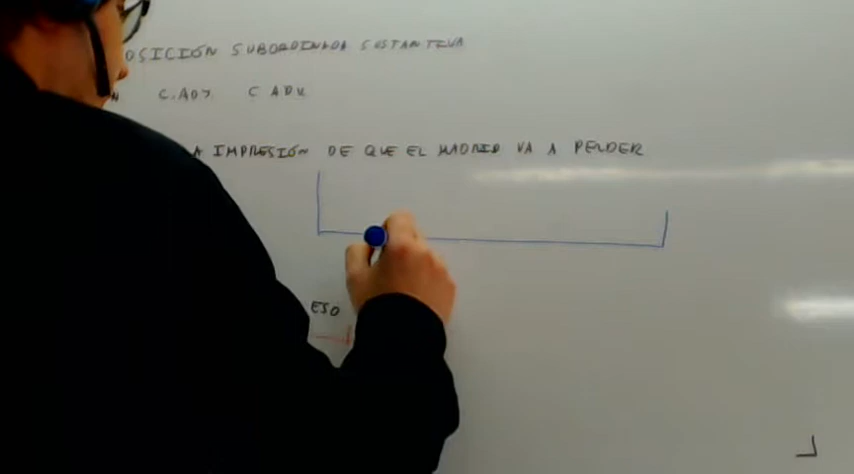 OSICIÓN SUBORDINADA SUSTANTIVA
N C.ADJ C ADV
A IMPRESIÓN DE QUE EL MADRID VA A PERDER
ESO